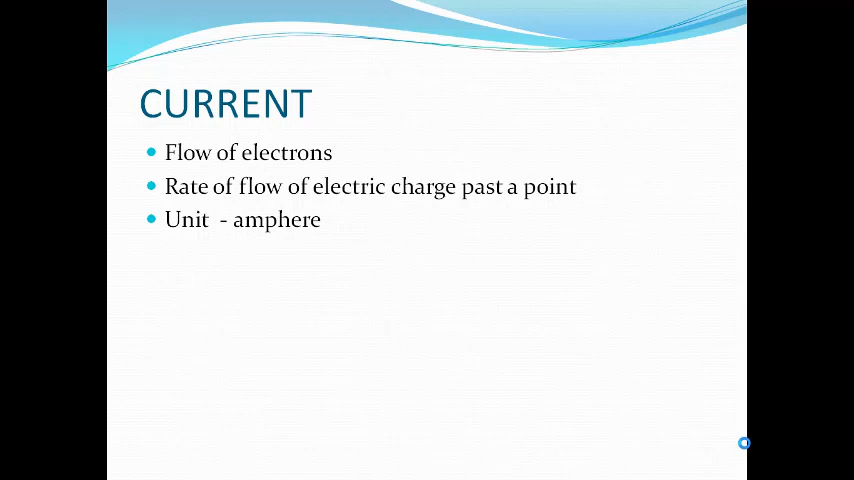 CURRENT
Flow of electrons
Rate of flow of electric charge past a point
Unit - amphere